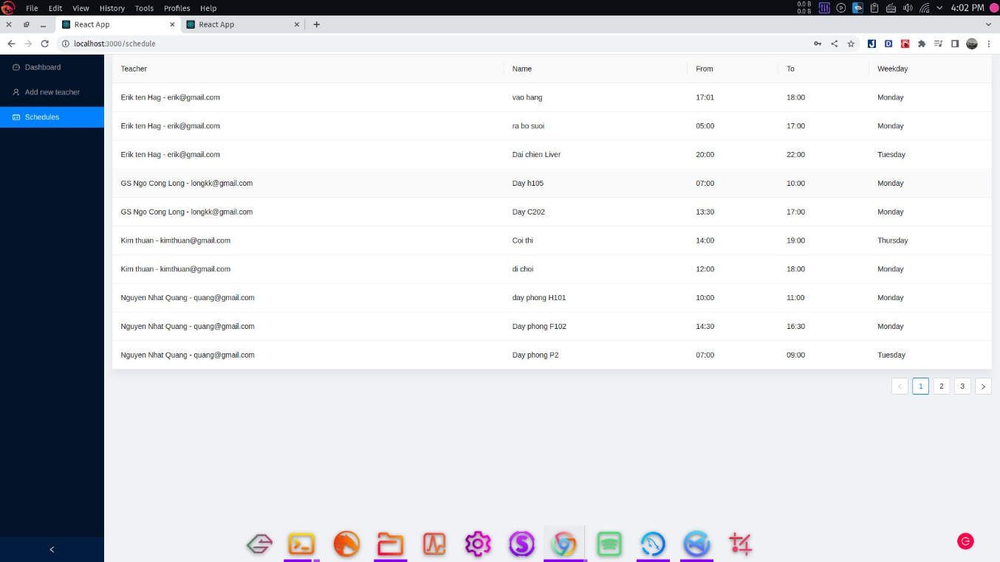 File Edit View History Tools Profiles Help 0.0 B 0.0 B 4:02 PM
React App React App
localhost:3000/schedule
Dashboard
Add new teacher
Schedules
Teacher Name From To Weekday
Erik ten Hag - erik@gmail.com vao hang 17:01 18:00 Monday
Erik ten Hag - erik@gmail.com ra bo suoi 05:00 17:00 Monday
Erik ten Hag - erik@gmail.com Dai chien Liver 20:00 22:00 Tuesday
GS Ngo Cong Long - longkk@gmail.com Day h105 07:00 10:00 Monday
GS Ngo Cong Long - longkk@gmail.com Day C202 13:30 17:00 Monday
Kim thuan - kimthuan@gmail.com Coi thi 14:00 19:00 Thursday
Kim thuan - kimthuan@gmail.com di choi 12:00 18:00 Monday
Nguyen Nhat Quang - quang@gmail.com day phong H101 10:00 11:00 Monday
Nguyen Nhat Quang - quang@gmail.com Day phong F102 14:30 16:30 Monday
Nguyen Nhat Quang - quang@gmail.com Day phong P2 07:00 09:00 Tuesday
1 2 3